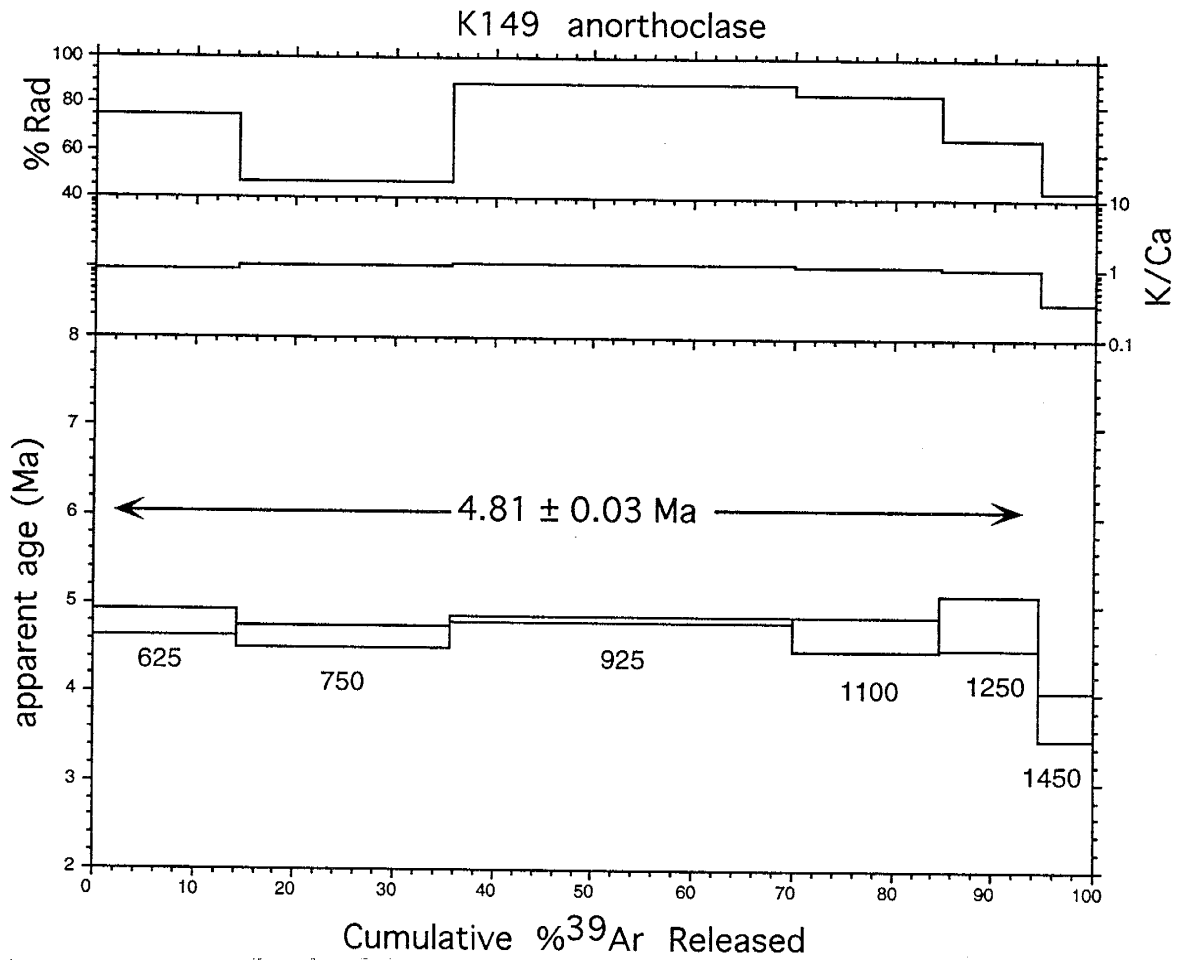 K149 anorthoclase
100
80
60
40
% Rad
10
1
0.1
K/Ca
8
7
6
5
4
3
2
apparent age (Ma)
4.81 ± 0.03 Ma
625
750
925
1100
1250
1450
0 10 20 30 40 50 60 70 80 90 100
Cumulative %³⁹Ar Released